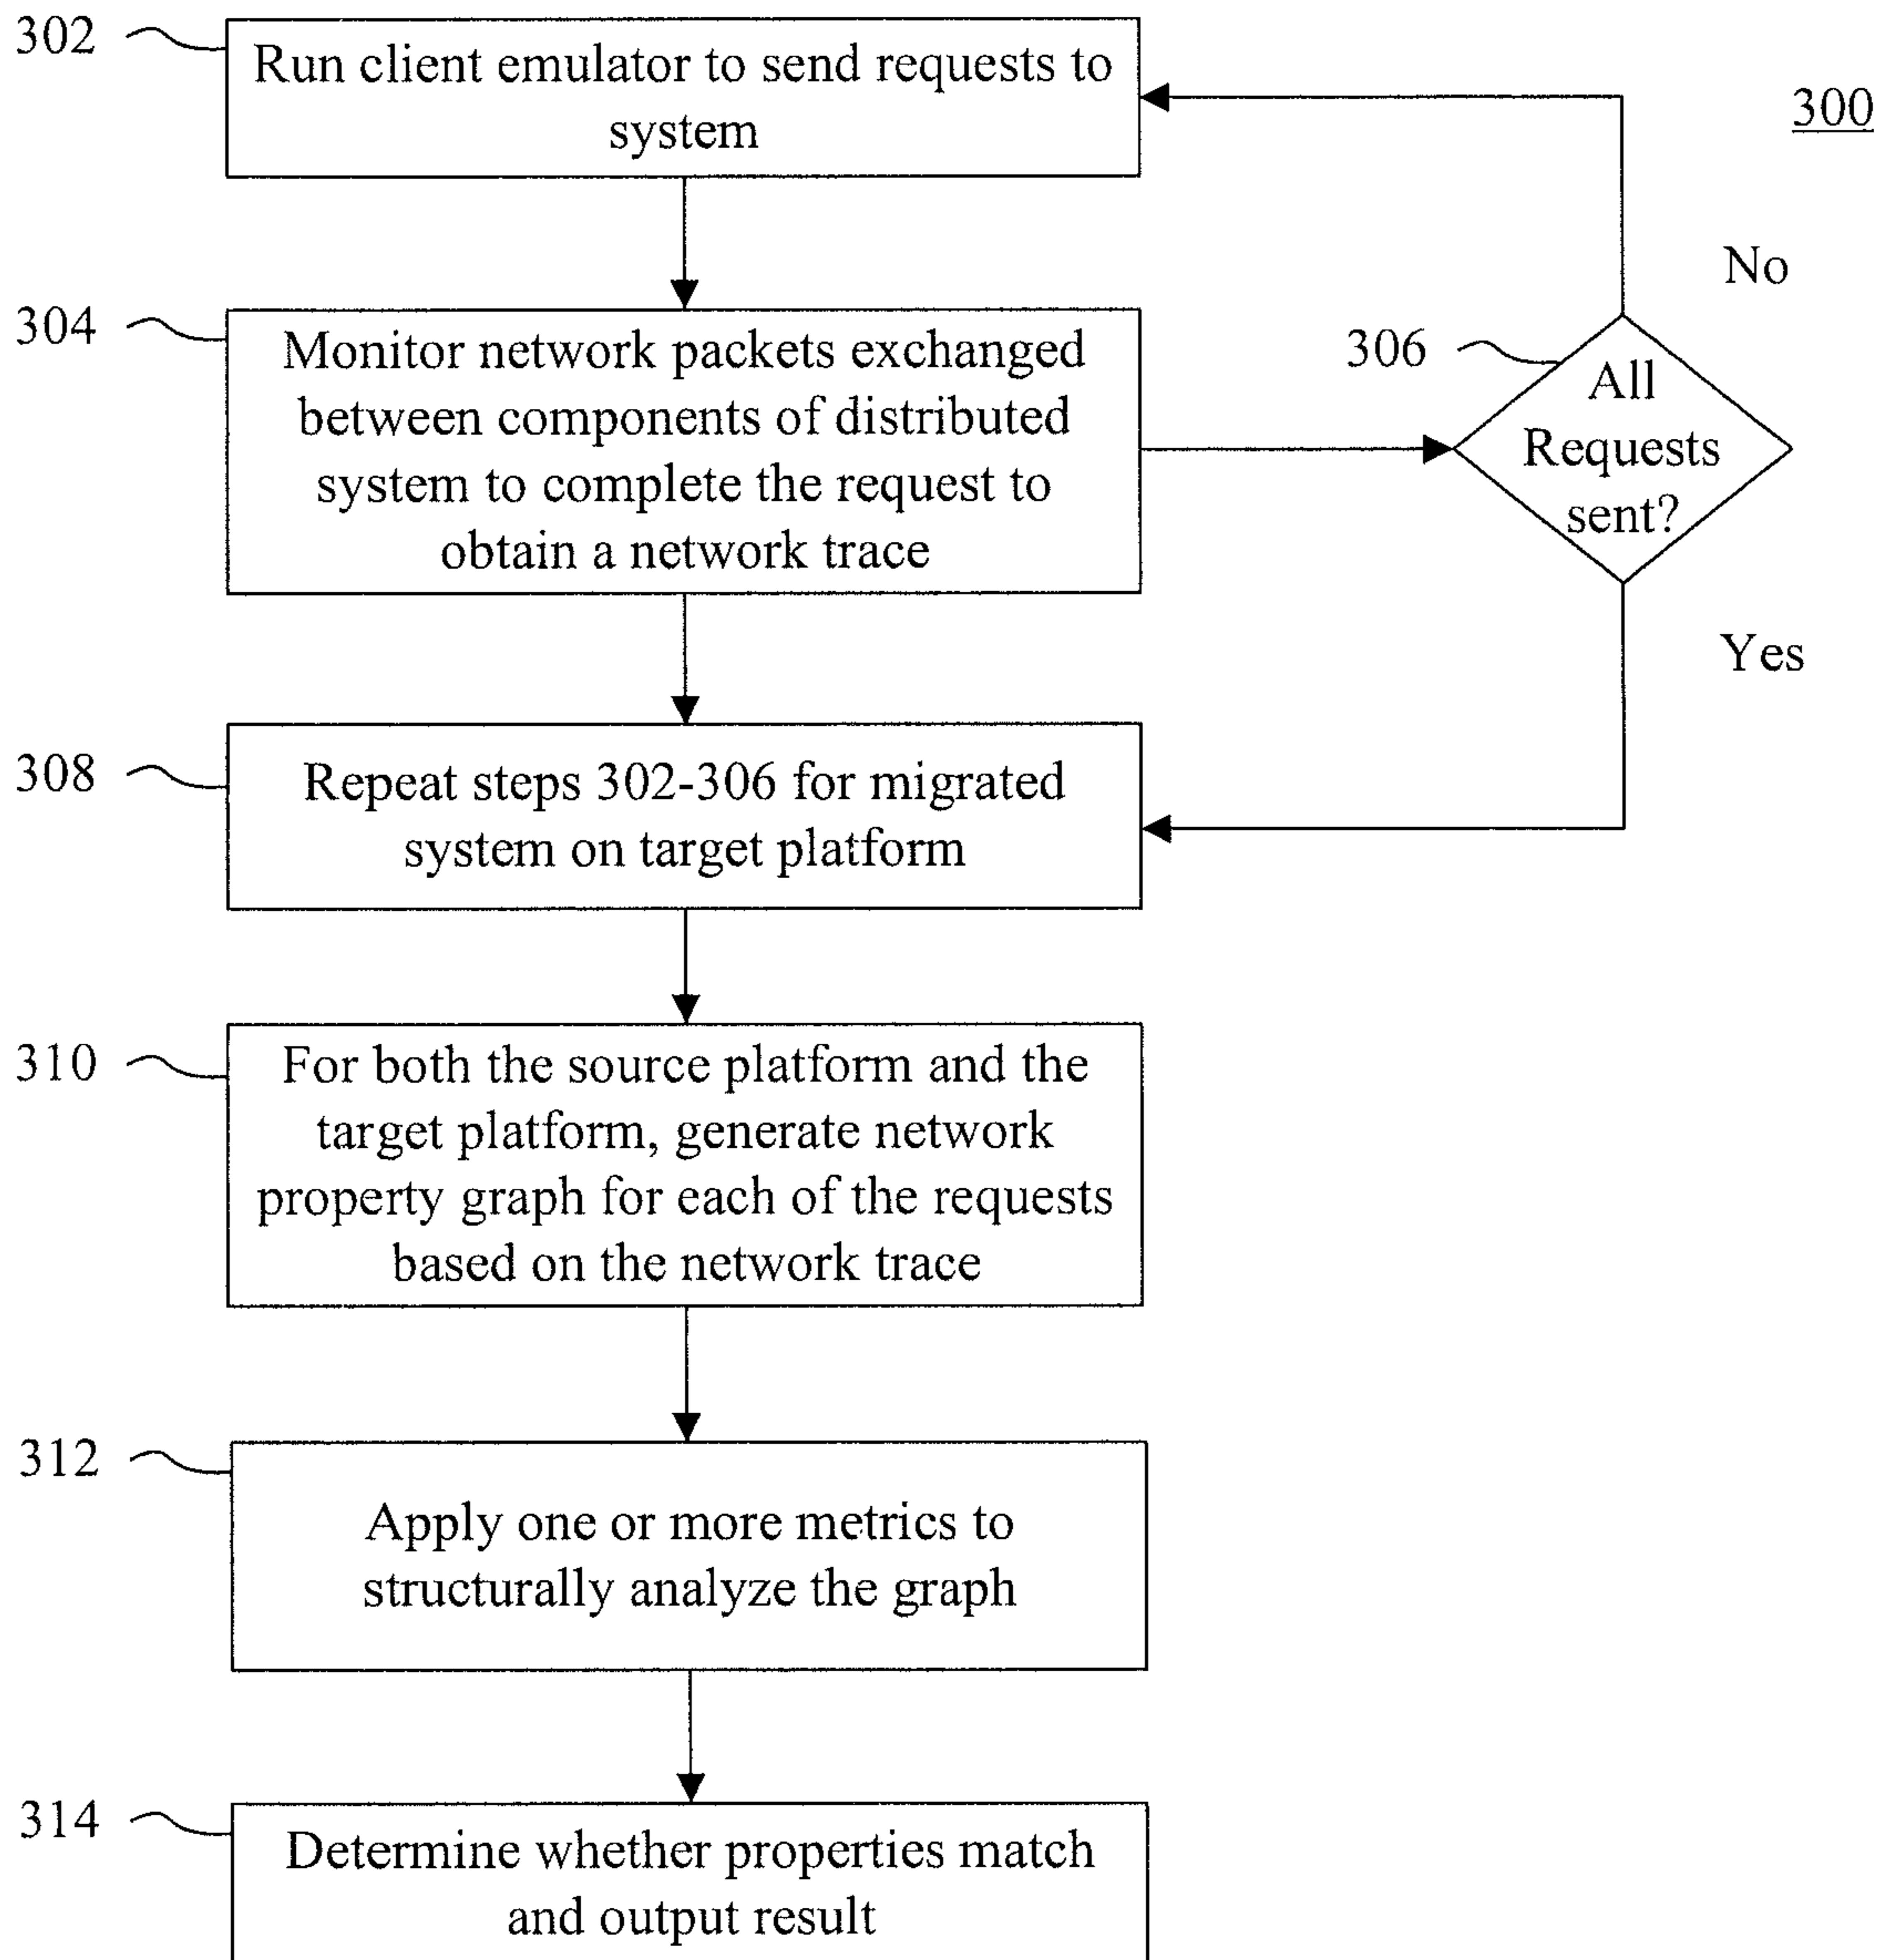 302
Run client emulator to send requests to
system
300
No
304
Monitor network packets exchanged
between components of distributed
system to complete the request to
obtain a network trace
306
All
Requests
sent?
Yes
308
Repeat steps 302-306 for migrated
system on target platform
310
For both the source platform and the
target platform, generate network
property graph for each of the requests
based on the network trace
312
Apply one or more metrics to
structurally analyze the graph
314
Determine whether properties match
and output result